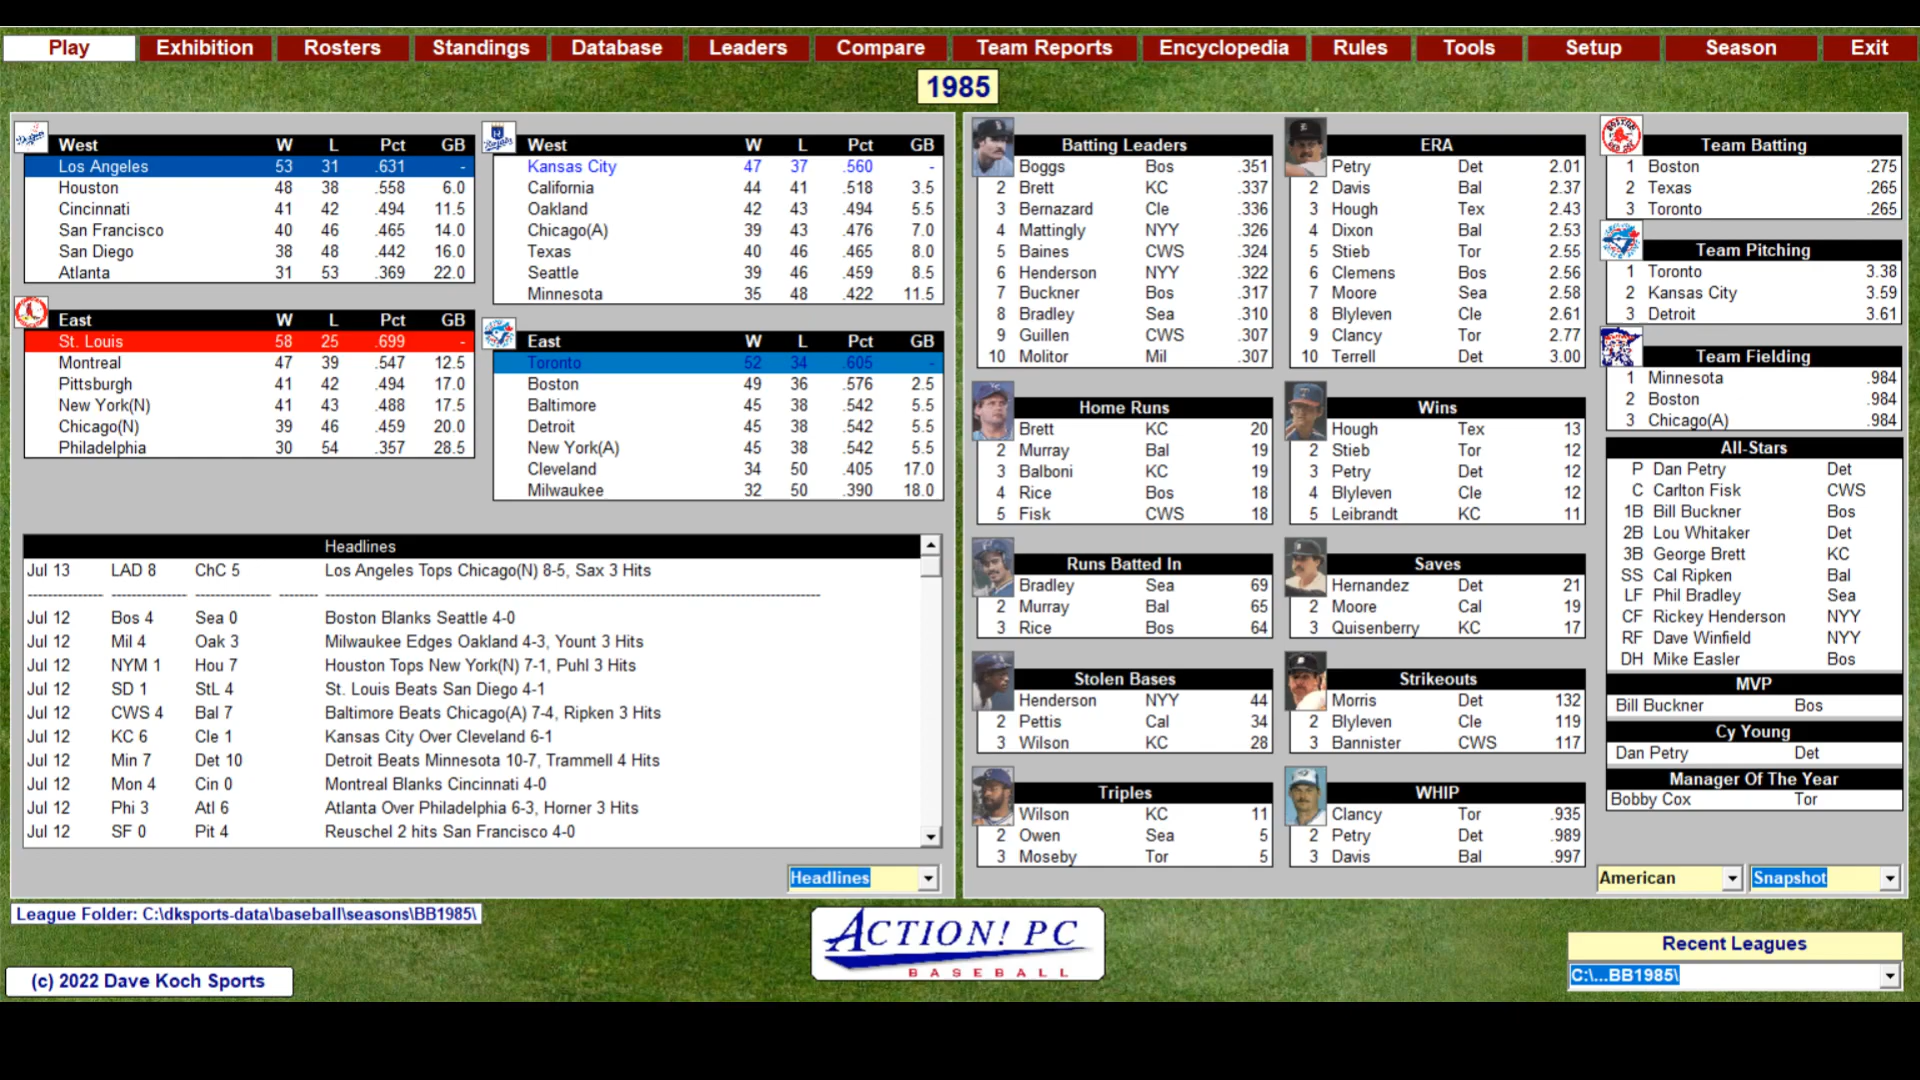 Play Exhibition Rosters Standings Database Leaders Compare Team Reports Encyclopedia Rules Tools Setup Season Exit
1985
West W L Pct GB
Los Angeles 53 31 .631 -
Houston 48 38 .558 6.0
Cincinnati 41 42 .494 11.5
San Francisco 40 46 .465 14.0
San Diego 38 48 .442 16.0
Atlanta 31 53 .369 22.0
East W L Pct GB
St. Louis 58 25 .699 -
Montreal 47 39 .547 12.5
Pittsburgh 41 42 .494 17.0
New York(N) 41 43 .488 17.5
Chicago(N) 39 46 .459 20.0
Philadelphia 30 54 .357 28.5
West W L Pct GB
Kansas City 47 37 .560 -
California 44 41 .518 3.5
Oakland 42 43 .494 5.5
Chicago(A) 39 43 .476 7.0
Texas 40 46 .465 8.0
Seattle 39 46 .459 8.5
Minnesota 35 48 .422 11.5
East W L Pct GB
Toronto 52 34 .605 -
Boston 49 36 .576 2.5
Baltimore 45 38 .542 5.5
Detroit 45 38 .542 5.5
New York(A) 45 38 .542 5.5
Cleveland 34 50 .405 17.0
Milwaukee 32 50 .390 18.0
Headlines
Jul 13 LAD 8 ChC 5 Los Angeles Tops Chicago(N) 8-5, Sax 3 Hits
Jul 12 Bos 4 Sea 0 Boston Blanks Seattle 4-0
Jul 12 Mil 4 Oak 3 Milwaukee Edges Oakland 4-3, Yount 3 Hits
Jul 12 NYM 1 Hou 7 Houston Tops New York(N) 7-1, Puhl 3 Hits
Jul 12 SD 1 StL 4 St. Louis Beats San Diego 4-1
Jul 12 CWS 4 Bal 7 Baltimore Beats Chicago(A) 7-4, Ripken 3 Hits
Jul 12 KC 6 Cle 1 Kansas City Over Cleveland 6-1
Jul 12 Min 7 Det 10 Detroit Beats Minnesota 10-7, Trammell 4 Hits
Jul 12 Mon 4 Cin 0 Montreal Blanks Cincinnati 4-0
Jul 12 Phi 3 Atl 6 Atlanta Over Philadelphia 6-3, Horner 3 Hits
Jul 12 SF 0 Pit 4 Reuschel 2 hits San Francisco 4-0
Headlines
Batting Leaders
Boggs Bos .351
2 Brett KC .337
3 Bernazard Cle .336
4 Mattingly NYY .326
5 Baines CWS .324
6 Henderson NYY .322
7 Buckner Bos .317
8 Bradley Sea .310
9 Guillen CWS .307
10 Molitor Mil .307
Home Runs
Brett KC 20
2 Murray Bal 19
3 Balboni KC 19
4 Rice Bos 18
5 Fisk CWS 18
Runs Batted In
Bradley Sea 69
2 Murray Bal 65
3 Rice Bos 64
Stolen Bases
Henderson NYY 44
2 Pettis Cal 34
3 Wilson KC 28
Triples
Wilson KC 11
2 Owen Sea 5
3 Moseby Tor 5
ERA
Petry Det 2.01
2 Davis Bal 2.37
3 Hough Tex 2.43
4 Dixon Bal 2.53
5 Stieb Tor 2.55
6 Clemens Bos 2.56
7 Moore Sea 2.58
8 Blyleven Cle 2.61
9 Clancy Tor 2.77
10 Terrell Det 3.00
Wins
Hough Tex 13
2 Stieb Tor 12
3 Petry Det 12
4 Blyleven Cle 12
5 Leibrandt KC 11
Saves
Hernandez Det 21
2 Moore Cal 19
3 Quisenberry KC 17
Strikeouts
Morris Det 132
2 Blyleven Cle 119
3 Bannister CWS 117
WHIP
Clancy Tor .935
2 Petry Det .989
3 Davis Bal .997
Team Batting
1 Boston .275
2 Texas .265
3 Toronto .265
Team Pitching
1 Toronto 3.38
2 Kansas City 3.59
3 Detroit 3.61
Team Fielding
1 Minnesota .984
2 Boston .984
3 Chicago(A) .984
All-Stars
P Dan Petry Det
C Carlton Fisk CWS
1B Bill Buckner Bos
2B Lou Whitaker Det
3B George Brett KC
SS Cal Ripken Bal
LF Phil Bradley Sea
CF Rickey Henderson NYY
RF Dave Winfield NYY
DH Mike Easler Bos
MVP
Bill Buckner Bos
Cy Young
Dan Petry Det
Manager Of The Year
Bobby Cox Tor
American Snapshot
League Folder: C:\dksports-data\baseball\seasons\BB1985\
(c) 2022 Dave Koch Sports
ACTION! PC
BASEBALL
Recent Leagues
C:\...BB1985\